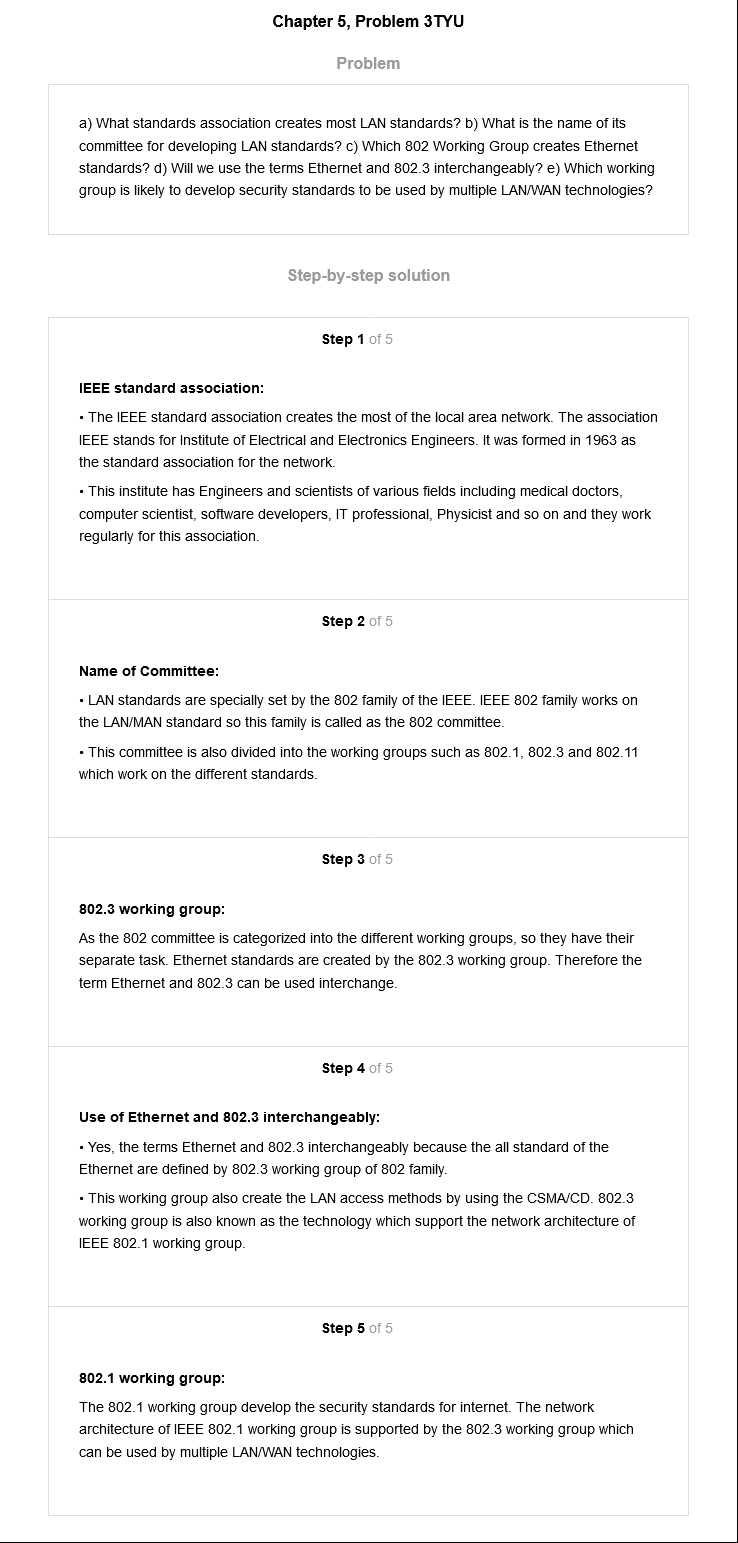 Chapter 5, Problem 3TYU
Problem
a) What standards association creates most LAN standards? b) What is the name of its
committee for developing LAN standards? c) Which 802 Working Group creates Ethernet
standards? d) Will we use the terms Ethernet and 802.3 interchangeably? e) Which working
group is likely to develop security standards to be used by multiple LAN/WAN technologies?
Step-by-step solution
Step 1 of 5
IEEE standard association:
• The IEEE standard association creates the most of the local area network. The association
IEEE stands for Institute of Electrical and Electronics Engineers. It was formed in 1963 as
the standard association for the network.
• This institute has Engineers and scientists of various fields including medical doctors,
computer scientist, software developers, IT professional, Physicist and so on and they work
regularly for this association.
Step 2 of 5
Name of Committee:
• LAN standards are specially set by the 802 family of the IEEE. IEEE 802 family works on
the LAN/MAN standard so this family is called as the 802 committee.
• This committee is also divided into the working groups such as 802.1, 802.3 and 802.11
which work on the different standards.
Step 3 of 5
802.3 working group:
As the 802 committee is categorized into the different working groups, so they have their
separate task. Ethernet standards are created by the 802.3 working group. Therefore the
term Ethernet and 802.3 can be used interchange.
Step 4 of 5
Use of Ethernet and 802.3 interchangeably:
• Yes, the terms Ethernet and 802.3 interchangeably because the all standard of the
Ethernet are defined by 802.3 working group of 802 family.
• This working group also create the LAN access methods by using the CSMA/CD. 802.3
working group is also known as the technology which support the network architecture of
IEEE 802.1 working group.
Step 5 of 5
802.1 working group:
The 802.1 working group develop the security standards for internet. The network
architecture of IEEE 802.1 working group is supported by the 802.3 working group which
can be used by multiple LAN/WAN technologies.